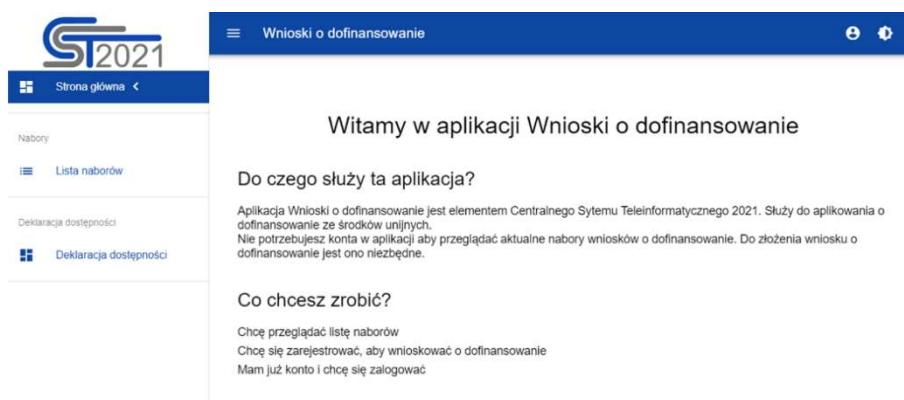 CST2021
Wnioski o dofinansowanie
Strona główna
Nabory
Lista naborów
Deklaracja dostępności
Deklaracja dostępności
Witamy w aplikacji Wnioski o dofinansowanie
Do czego służy ta aplikacja?
Aplikacja Wnioski o dofinansowanie jest elementem Centralnego Sytemu Teleinformatycznego 2021. Służy do aplikowania o
dofinansowanie ze środków unijnych.
Nie potrzebujesz konta w aplikacji aby przeglądać aktualne nabory wniosków o dofinansowanie. Do złożenia wniosku o
dofinansowanie jest ono niezbędne.
Co chcesz zrobić?
Chcę przeglądać listę naborów
Chcę się zarejestrować, aby wnioskować o dofinansowanie
Mam już konto i chcę się zalogować